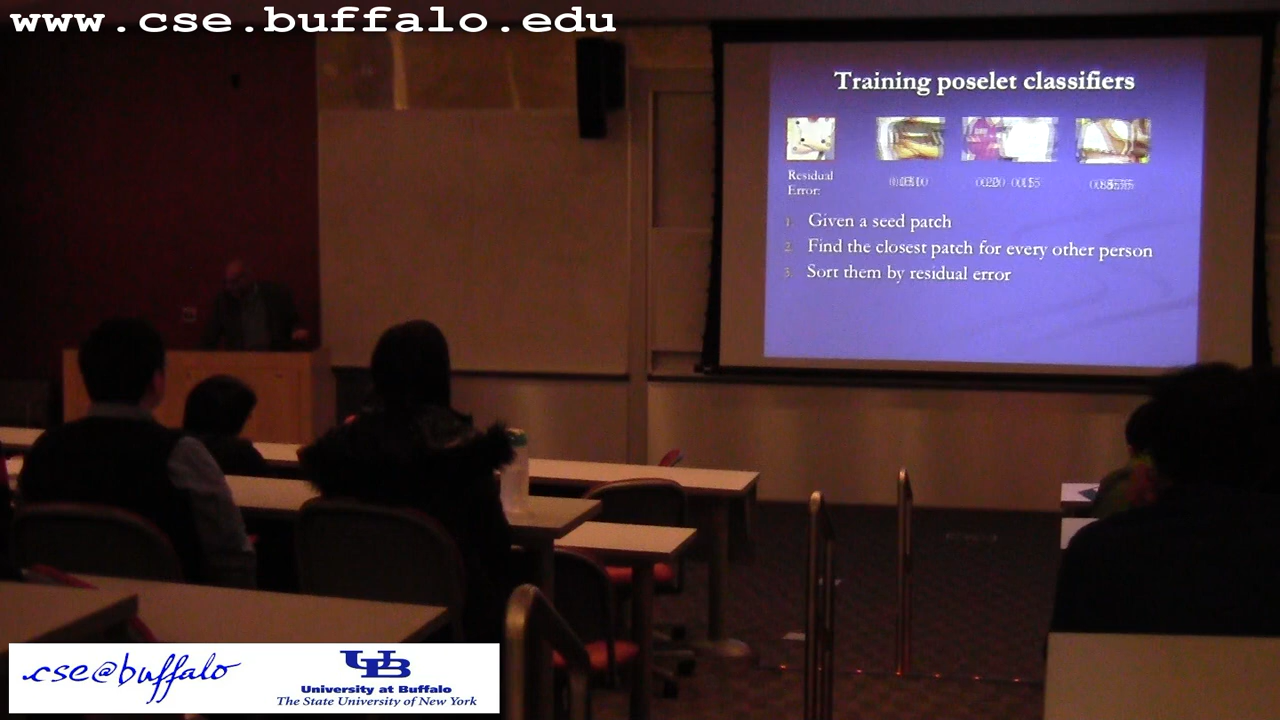 www.cse.buffalo.edu
Training poselet classifiers
Residual
Error:
1. Given a seed patch
2. Find the closest patch for every other person
3. Sort them by residual error
cse@buffalo
UB
University at Buffalo
The State University of New York